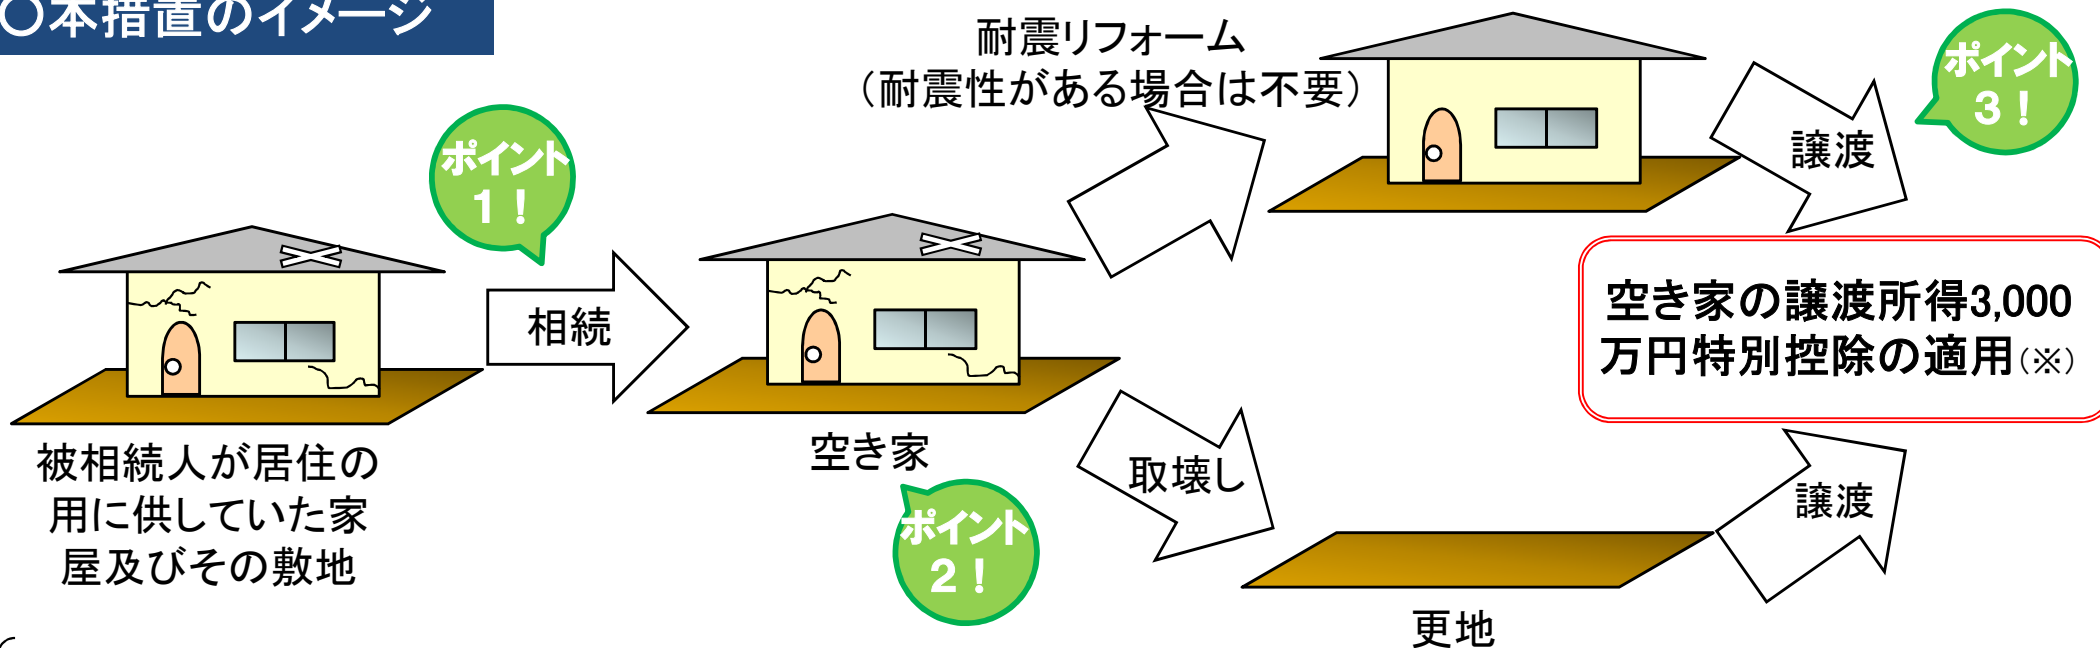 〇本措置のイメージ
耐震リフォーム
（耐震性がある場合は不要）
ポイント
1！
相続
被相続人が居住の
用に供していた家
屋及びその敷地
空き家
ポイント
2！
取壊し
更地
譲渡
ポイント
3！
空き家の譲渡所得3,000
万円特別控除の適用（※）
譲渡